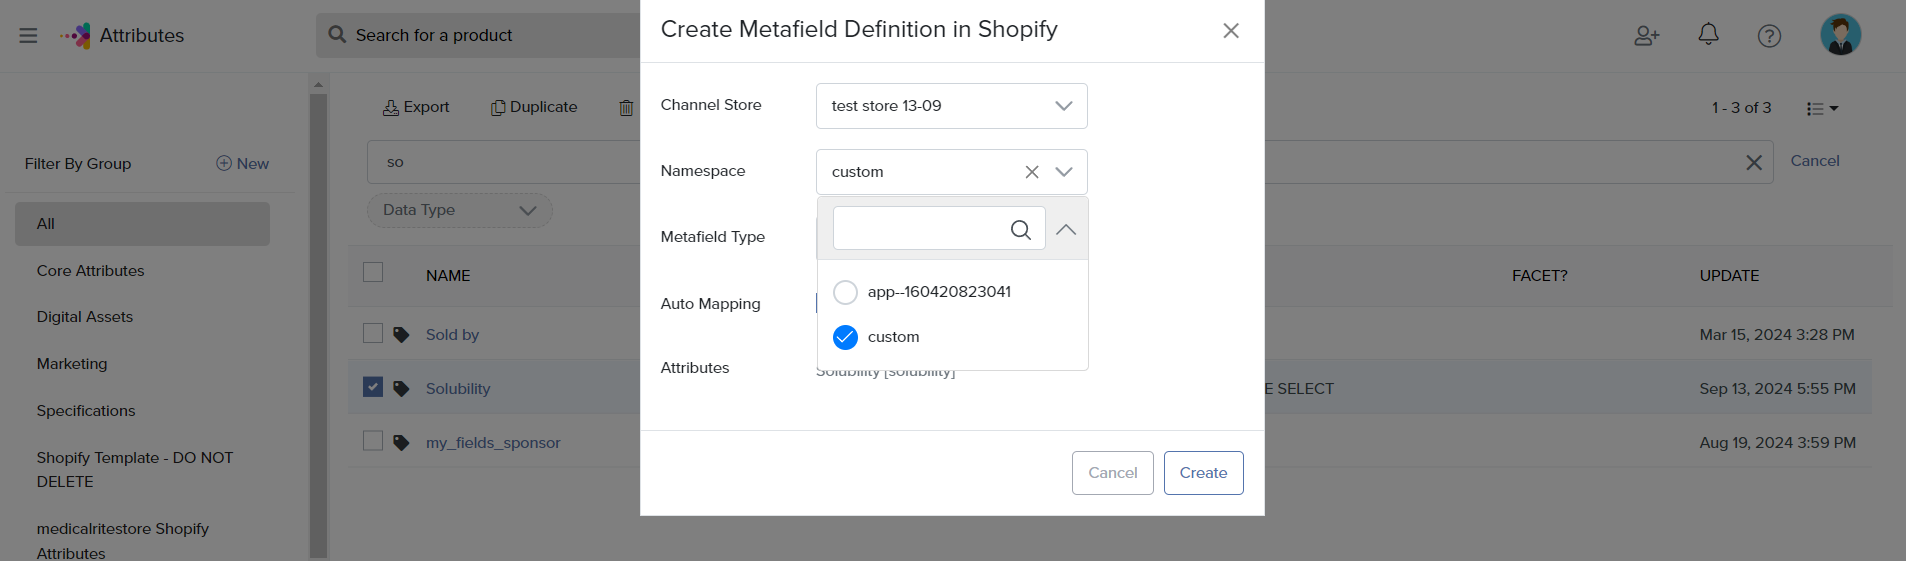 Attributes
Search for a product
Create Metafield Definition in Shopify
Channel Store
test store 13-09
Namespace
custom
Metafield Type
app--160420823041
custom
Auto Mapping
Attributes
Solubility [solubility]
Cancel
Create
Filter By Group
New
All
Core Attributes
Digital Assets
Marketing
Specifications
Shopify Template - DO NOT
DELETE
medicalritestore Shopify
Attributes
Export
Duplicate
1 - 3 of 3
so
Cancel
Data Type
NAME
FACET?
UPDATE
Sold by
Mar 15, 2024 3:28 PM
Solubility
SELECT
Sep 13, 2024 5:55 PM
my_fields_sponsor
Aug 19, 2024 3:59 PM